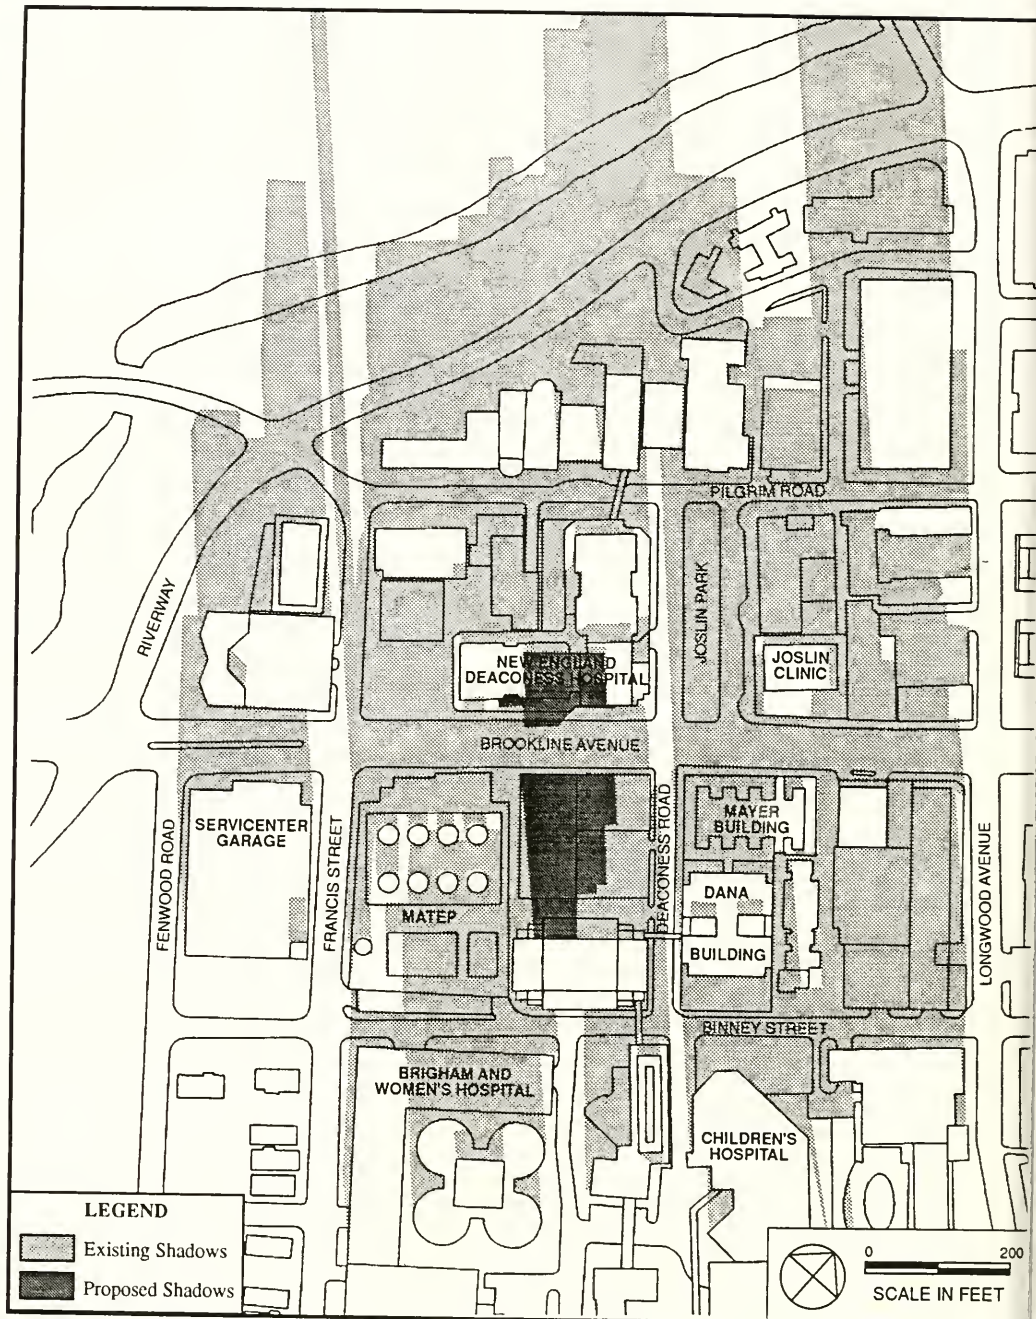 PILGRIM ROAD
RIVERWAY
JOSLIN PARK
NEW ENGLAND
DEACONESS HOSPITAL
JOSLIN
CLINIC
BROOKLINE AVENUE
FENWOOD ROAD
SERVICENTER
GARAGE
FRANCIS STREET
MATEP
DEACONESS ROAD
MAYER
BUILDING
DANA
BUILDING
LONGWOOD AVENUE
BINNEY STREET
BRIGHAM AND
WOMEN'S HOSPITAL
CHILDREN'S
HOSPITAL
LEGEND
Existing Shadows
Proposed Shadows
0 200
SCALE IN FEET